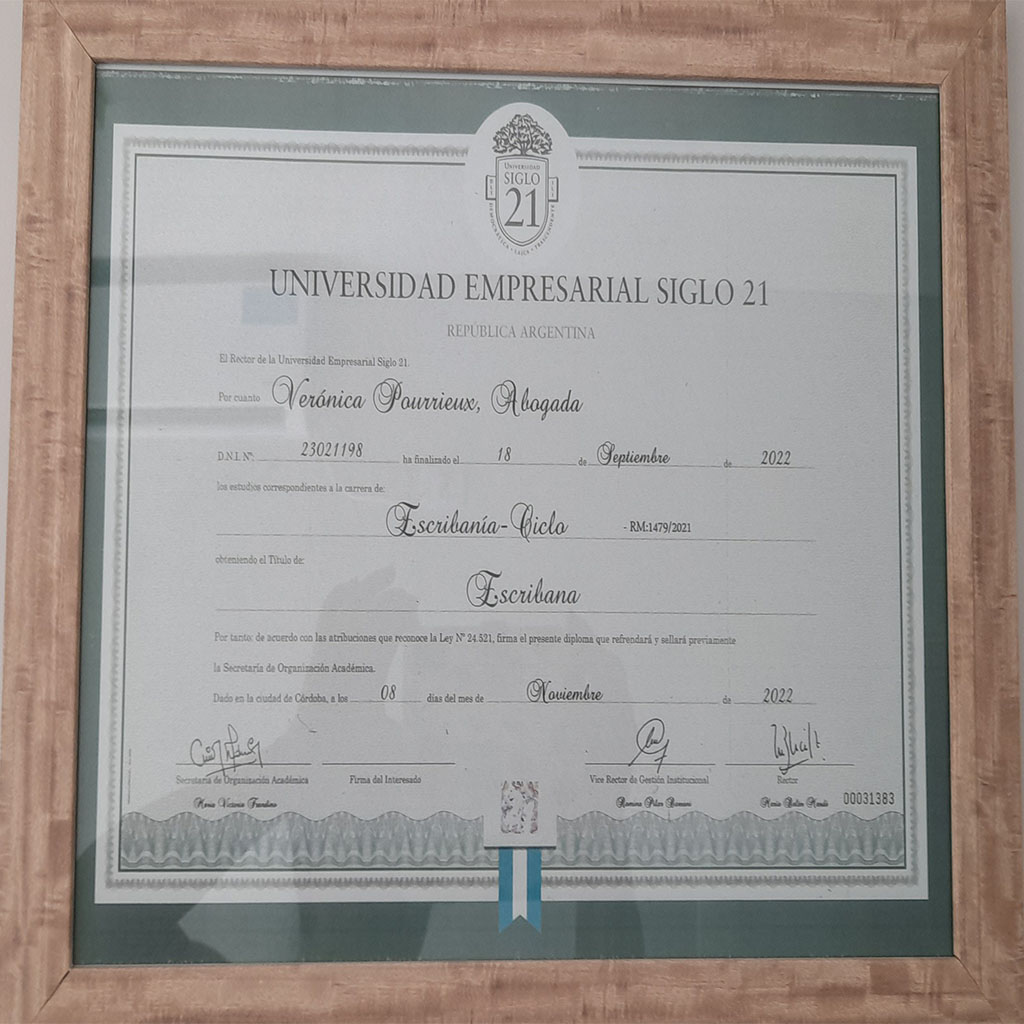 UNIVERSIDAD
SIGLO
21
UNIVERSIDAD EMPRESARIAL SIGLO 21
REPÚBLICA ARGENTINA
El Rector de la Universidad Empresarial Siglo 21.
Por cuanto Verónica Pourrieux, Abogada
D.N.I. Nº: 23021198 ha finalizado el 18 de Septiembre de 2022
los estudios correspondientes a la carrera de:
Escribanía-Ciclo - RM:1479/2021
obteniendo el Título de:
Escribana
Por tanto: de acuerdo con las atribuciones que reconoce la Ley Nº 24.521, firma el presente diploma que refrendará y sellará previamente
la Secretaría de Organización Académica.
Dado en la ciudad de Córdoba, a los 08 días del mes de Noviembre de 2022
Secretaria de Organización Académica Firma del Interesado Vice Rector de Gestión Institucional Rector
María Victoria María Belén 00031383